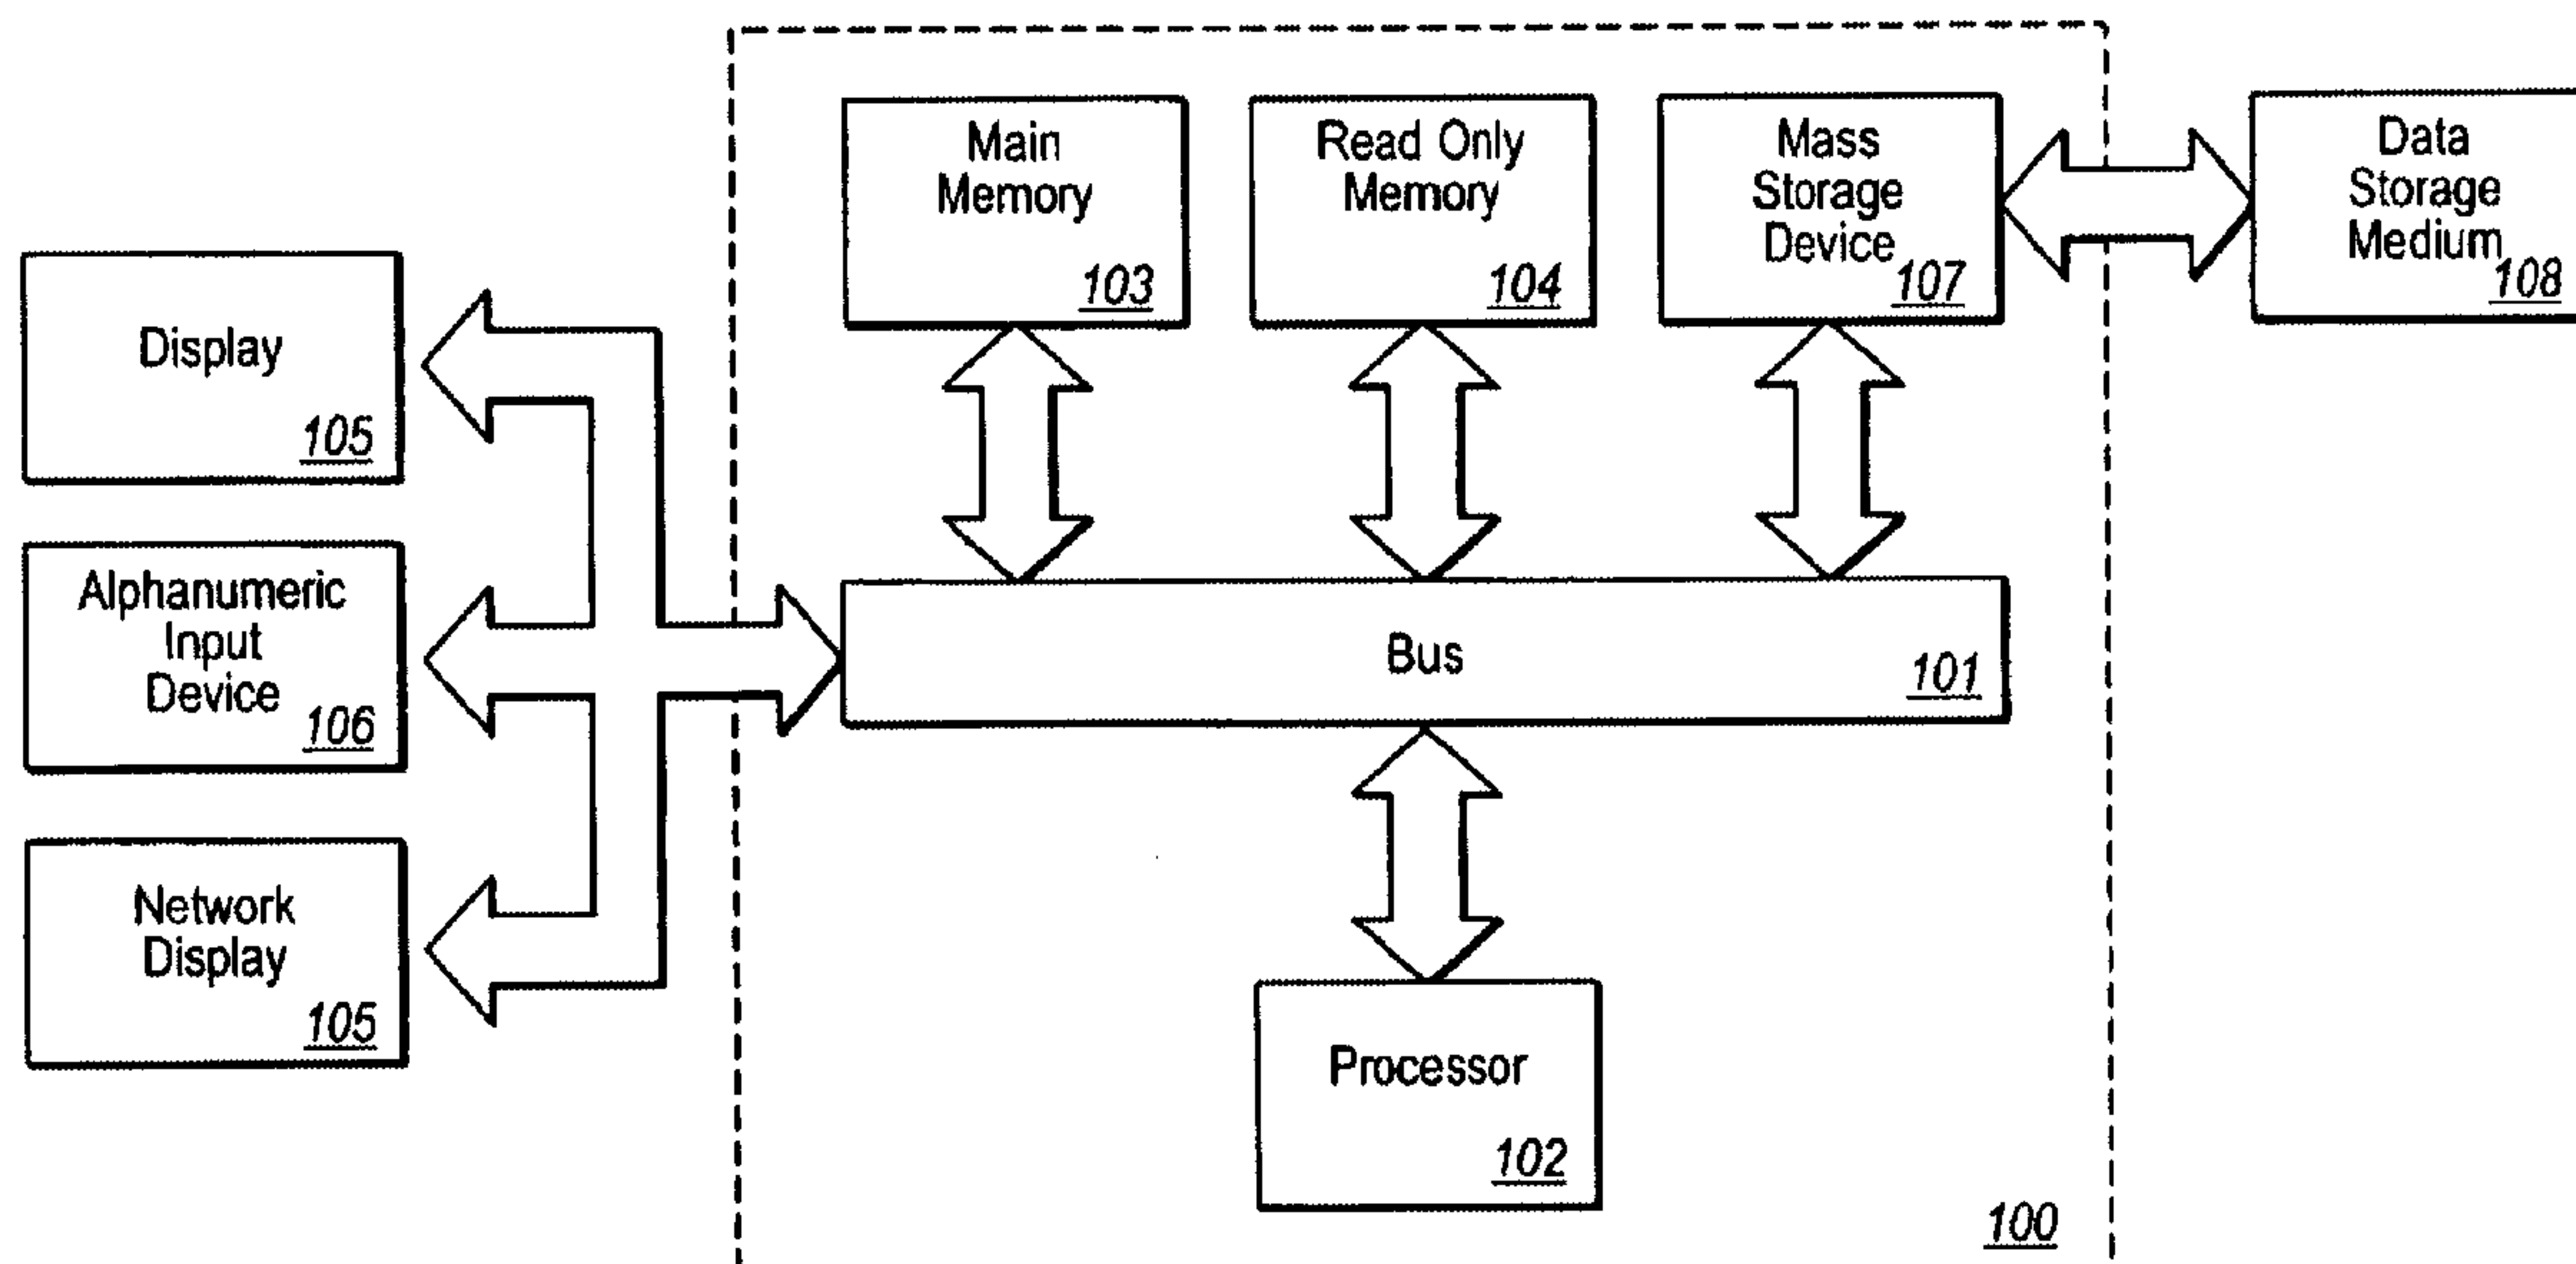 Main
Memory
103
Read Only
Memory
104
Mass
Storage
Device
107
Data
Storage
Medium
108
Display
105
Alphanumeric
Input
Device
106
Network
Display
105
Bus
101
Processor
102
100